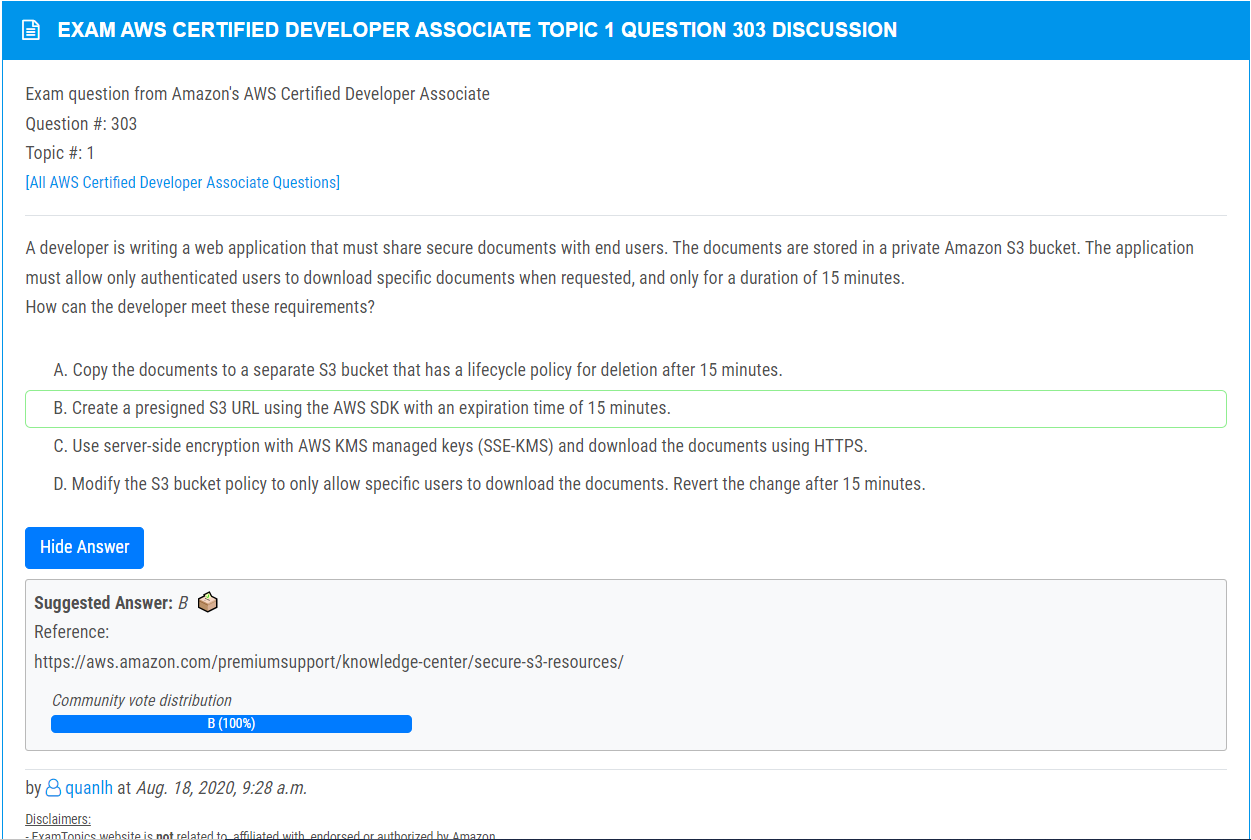 EXAM AWS CERTIFIED DEVELOPER ASSOCIATE TOPIC 1 QUESTION 303 DISCUSSION
Exam question from Amazon's AWS Certified Developer Associate
Question #: 303
Topic #: 1
[All AWS Certified Developer Associate Questions]
A developer is writing a web application that must share secure documents with end users. The documents are stored in a private Amazon S3 bucket. The application
must allow only authenticated users to download specific documents when requested, and only for a duration of 15 minutes.
How can the developer meet these requirements?
A. Copy the documents to a separate S3 bucket that has a lifecycle policy for deletion after 15 minutes.
B. Create a presigned S3 URL using the AWS SDK with an expiration time of 15 minutes.
C. Use server-side encryption with AWS KMS managed keys (SSE-KMS) and download the documents using HTTPS.
D. Modify the S3 bucket policy to only allow specific users to download the documents. Revert the change after 15 minutes.
Hide Answer
Suggested Answer: B
Reference:
https://aws.amazon.com/premiumsupport/knowledge-center/secure-s3-resources/
Community vote distribution
B (100%)
by quanlh at Aug. 18, 2020, 9:28 a.m.
Disclaimers:
- ExamTopics website is not related to, affiliated with, endorsed or authorized by Amazon.